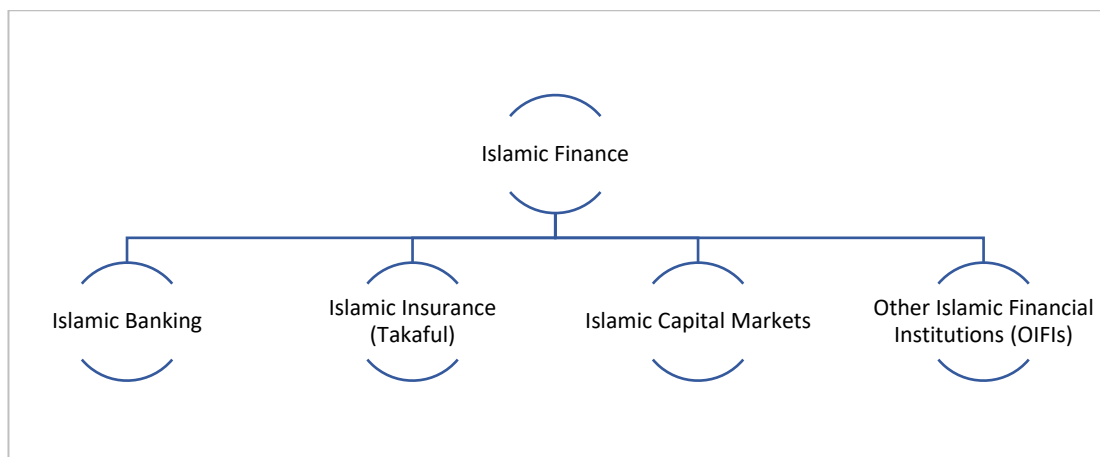 Islamic Finance
Islamic Banking
Islamic Insurance
(Takaful)
Islamic Capital Markets
Other Islamic Financial
Institutions (OIFIs)